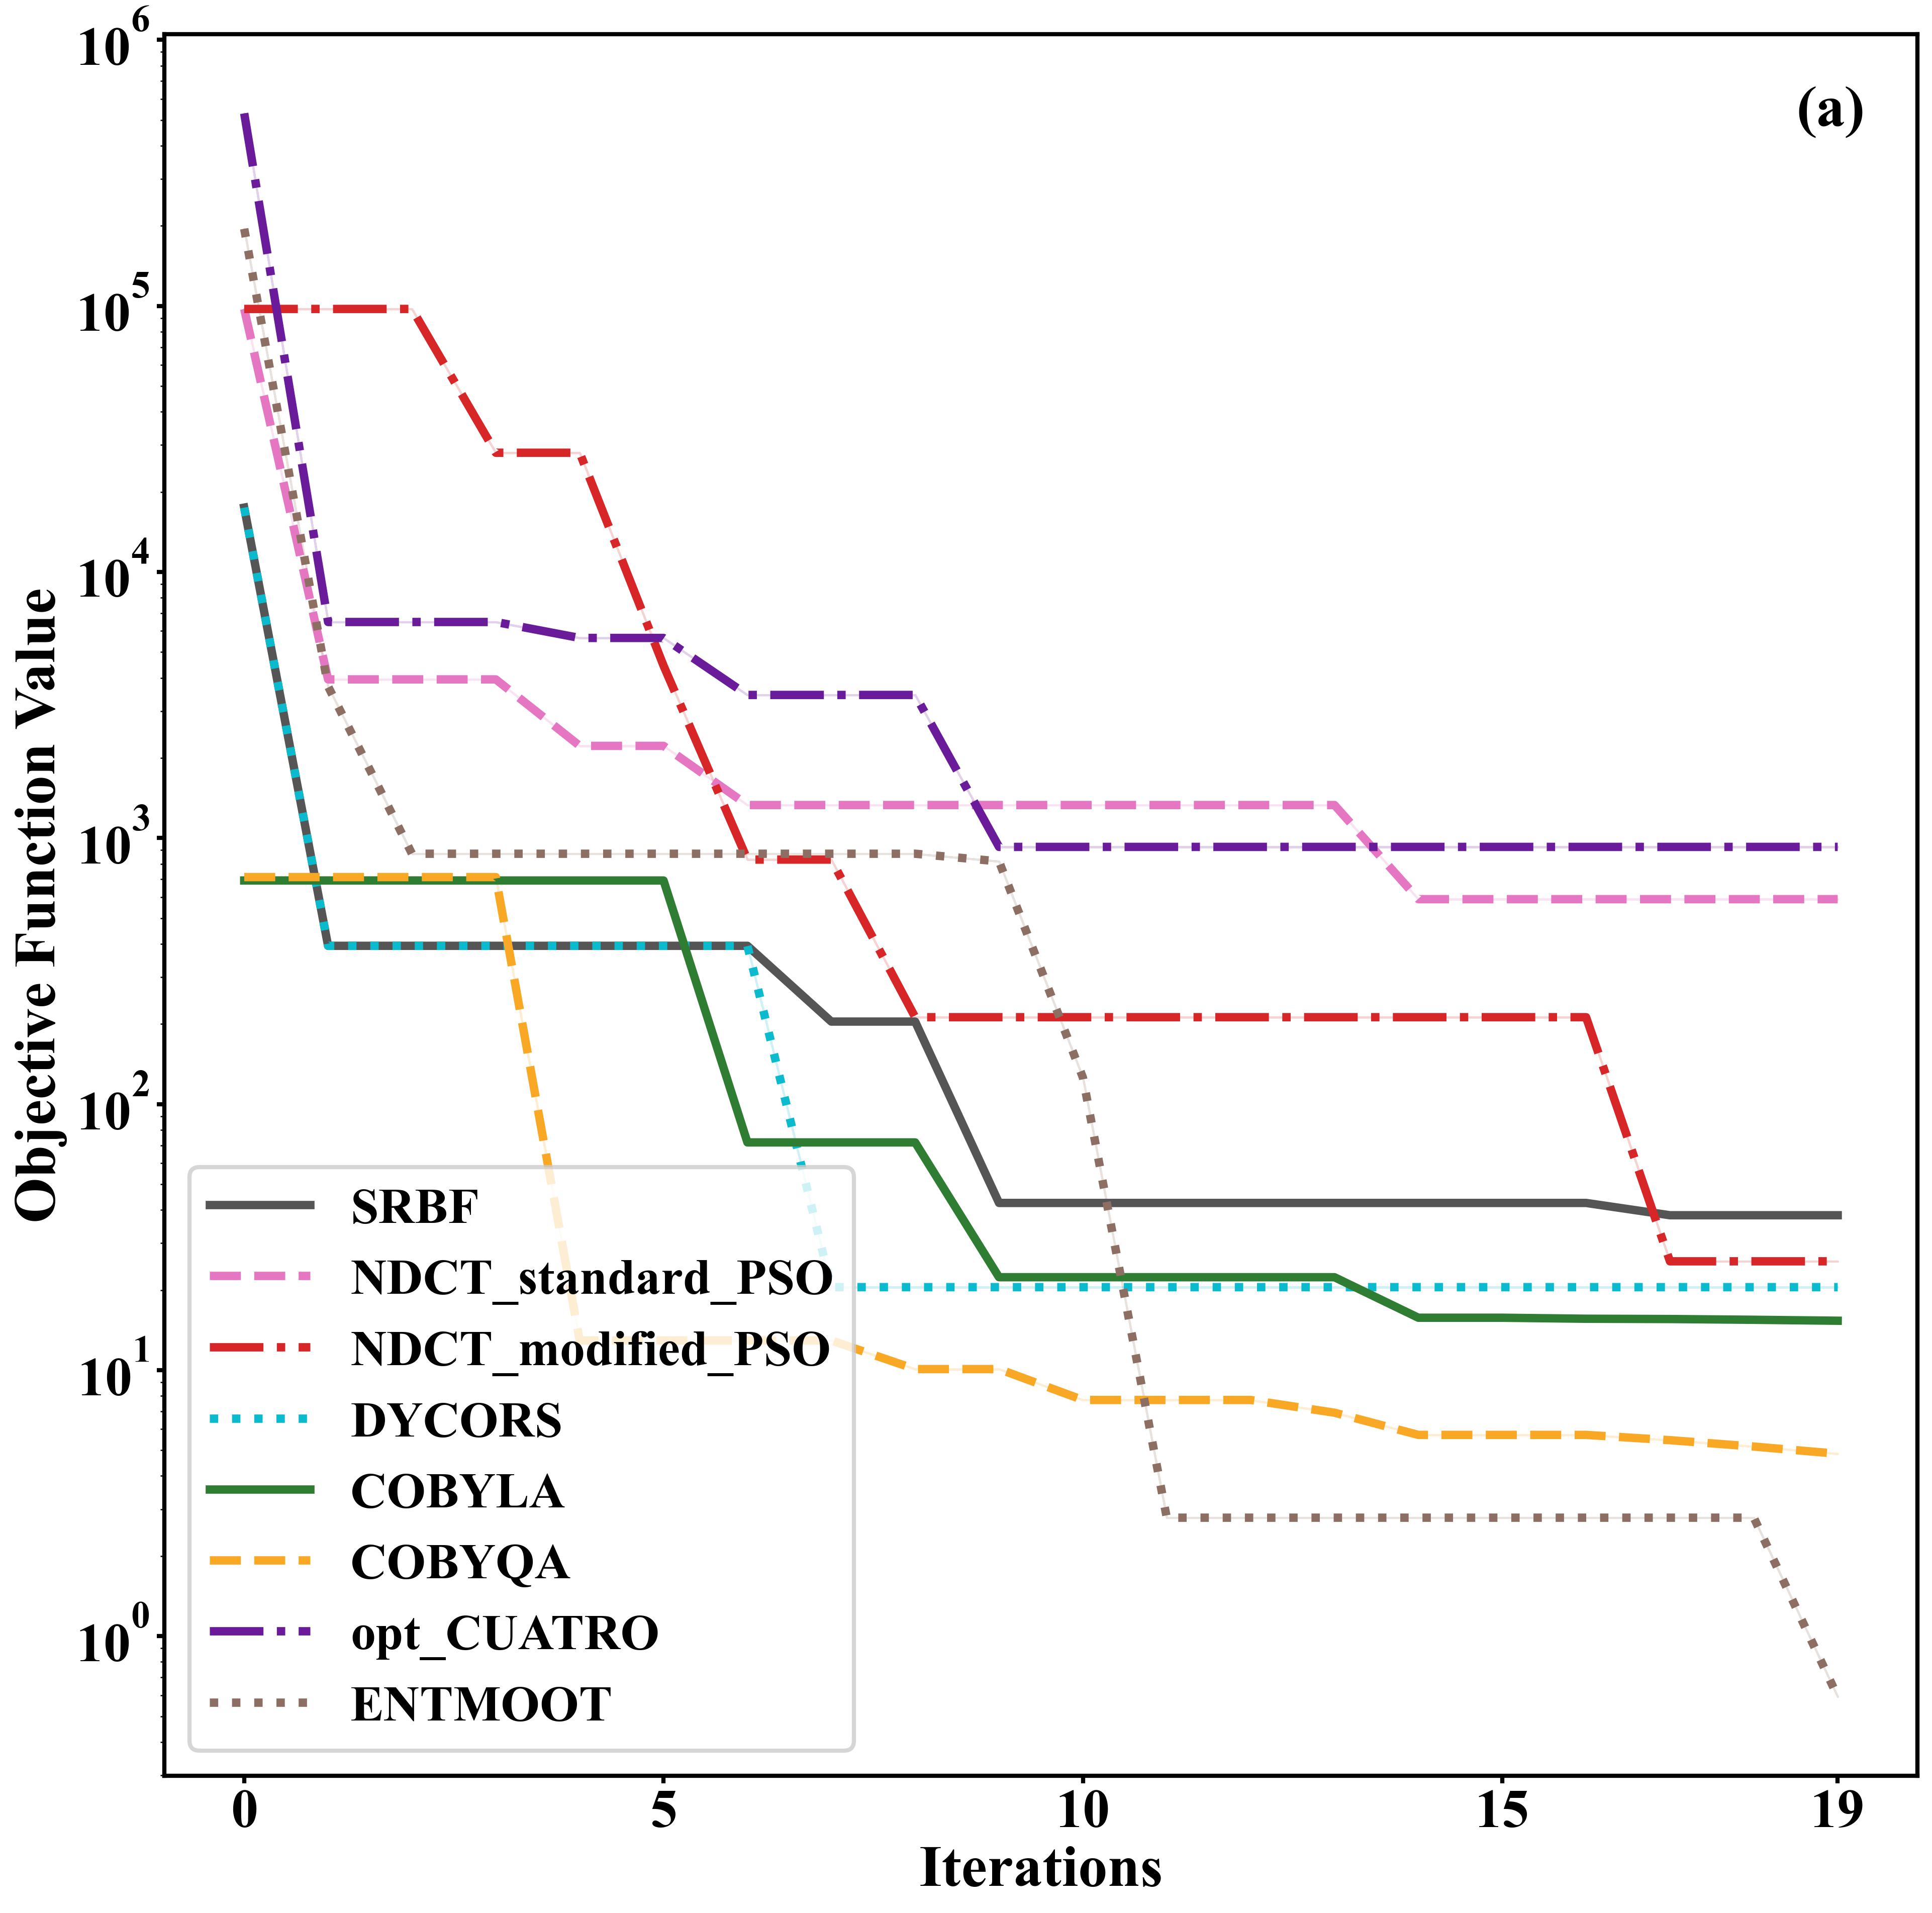 (a)
Objective Function Value
10^6
10^5
10^4
10^3
10^2
10^1
10^0
SRBF
NDCT_standard_PSO
NDCT_modified_PSO
DYCORS
COBYLA
COBYQA
opt_CUATRO
ENTMOOT
0 5 10 15 19
Iterations